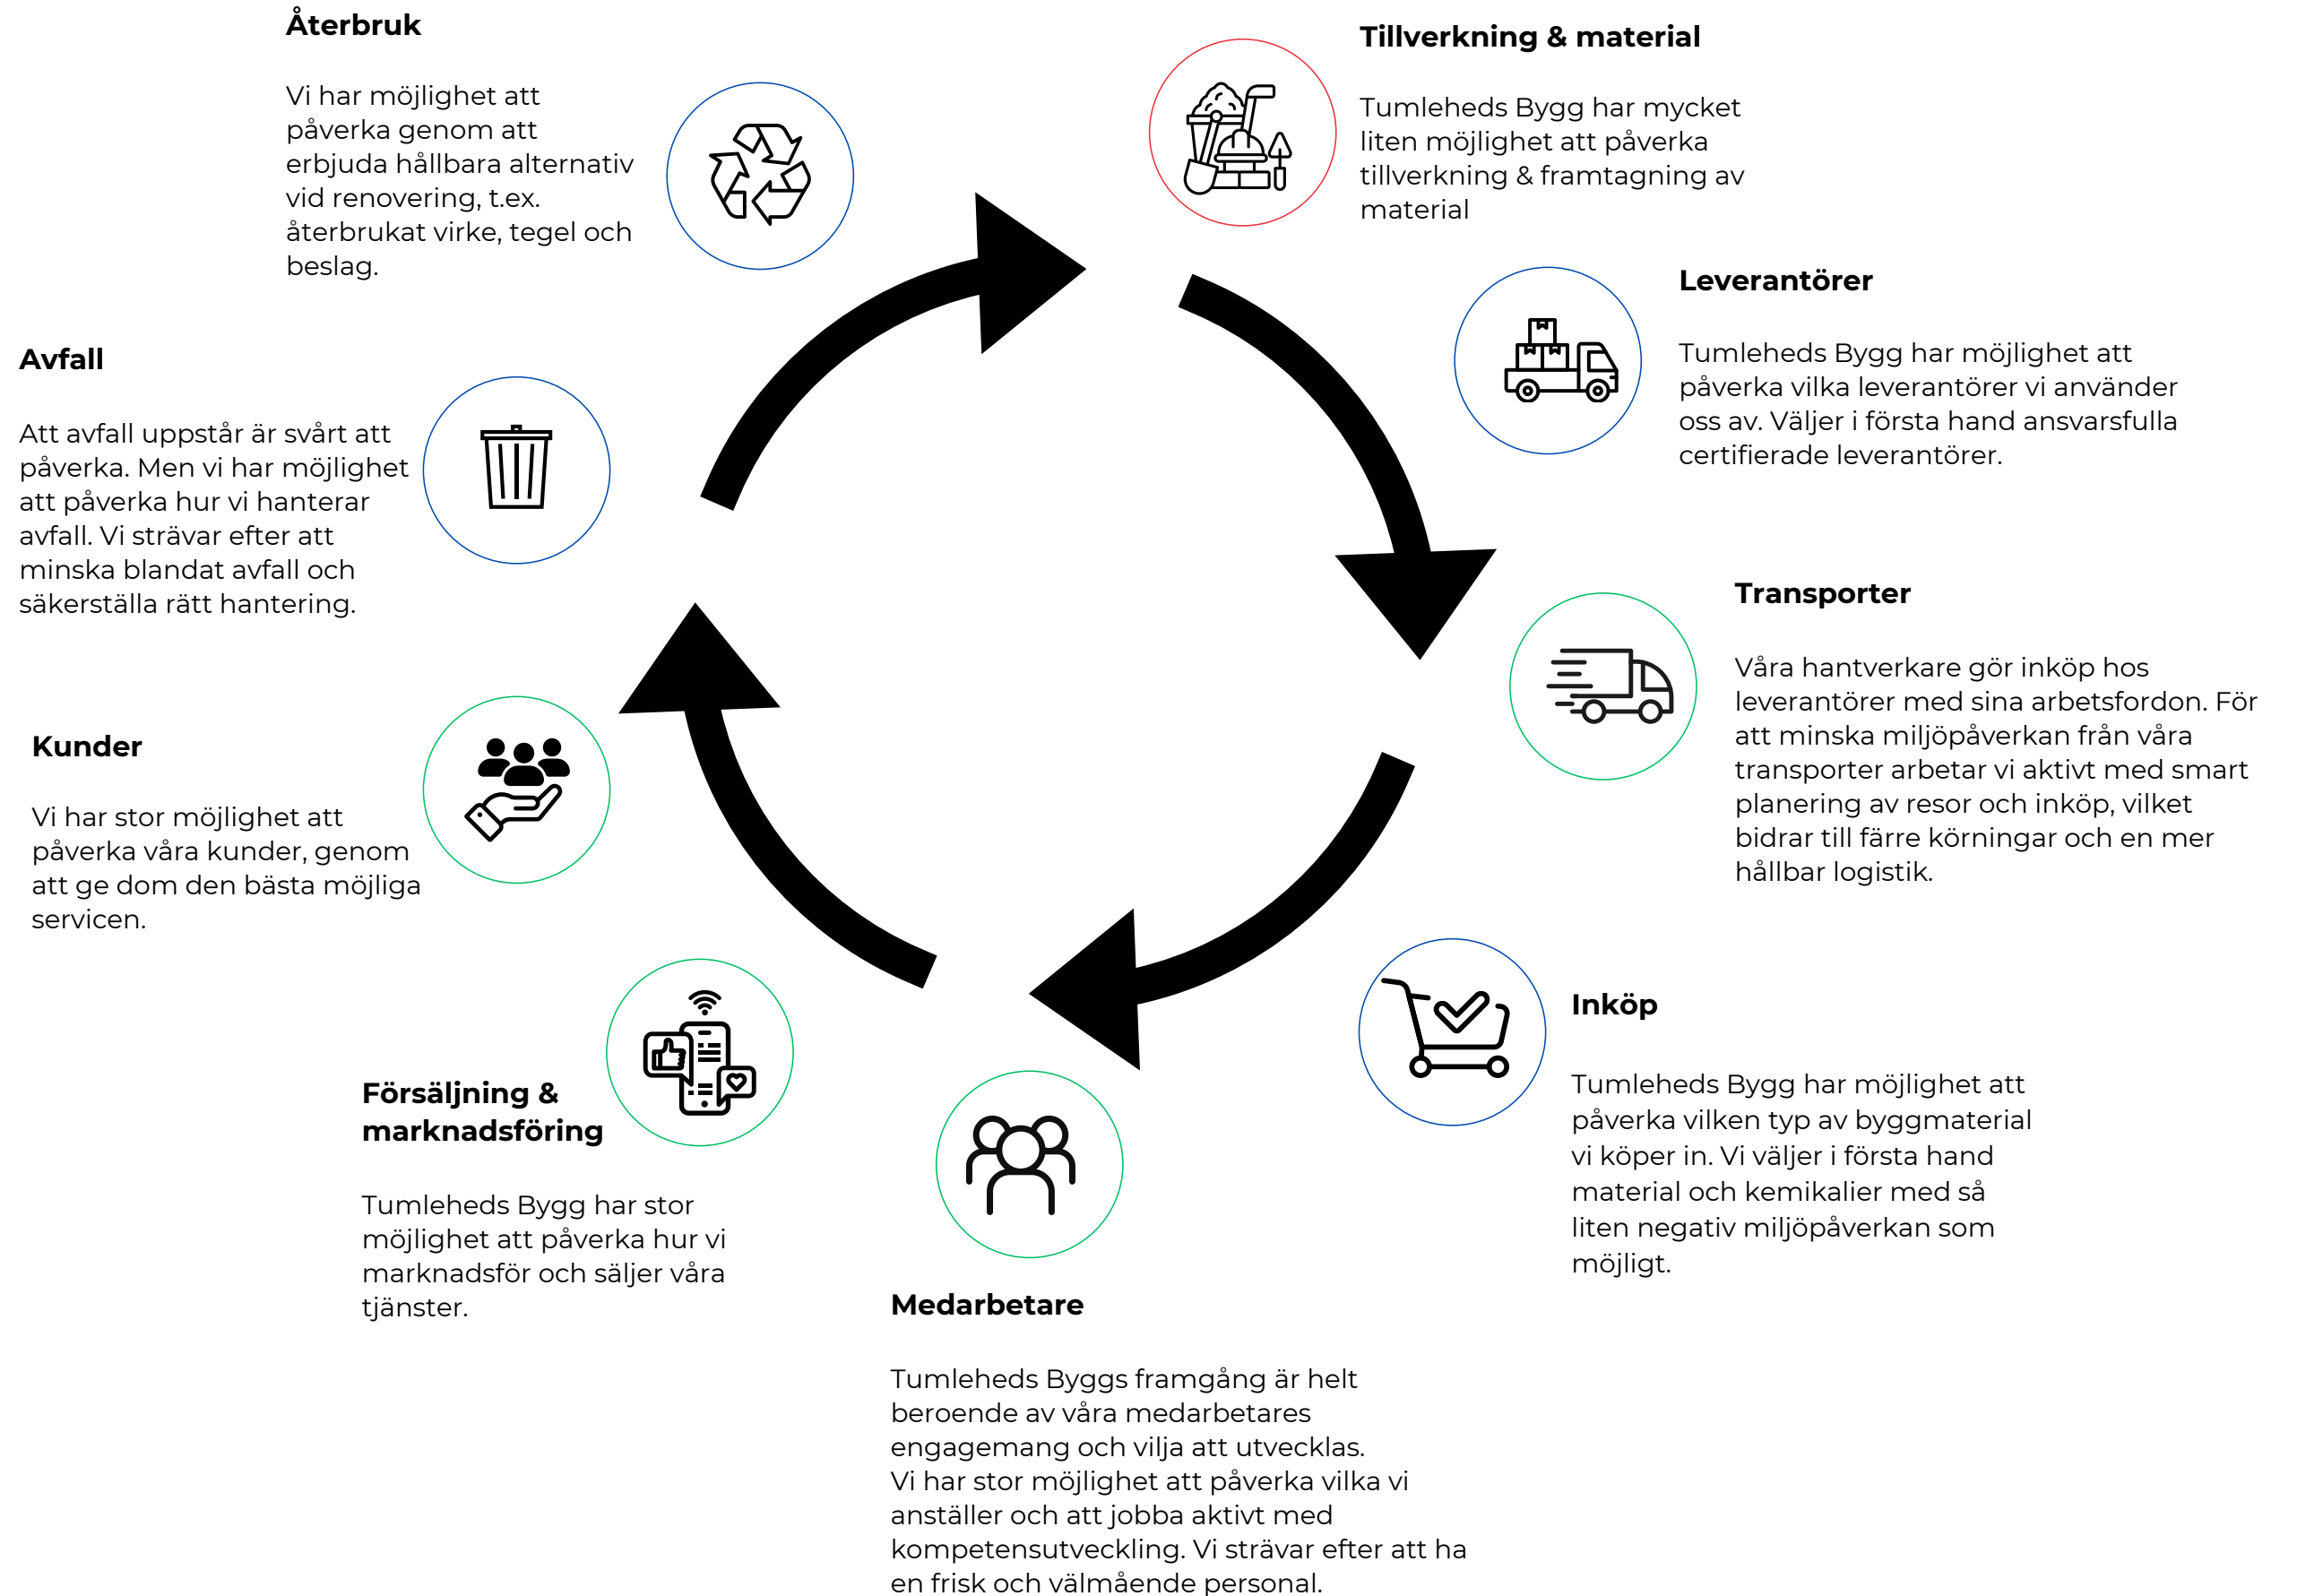 Återbruk
Vi har möjlighet att
påverka genom att
erbjuda hållbara alternativ
vid renovering, t.ex.
återbrukat virke, tegel och
beslag.
Tillverkning & material
Tumleheds Bygg har mycket
liten möjlighet att påverka
tillverkning & framtagning av
material
Leverantörer
Tumleheds Bygg har möjlighet att
påverka vilka leverantörer vi använder
oss av. Väljer i första hand ansvarsfulla
certifierade leverantörer.
Transporter
Våra hantverkare gör inköp hos
leverantörer med sina arbetsfordon. För
att minska miljöpåverkan från våra
transporter arbetar vi aktivt med smart
planering av resor och inköp, vilket
bidrar till färre körningar och en mer
hållbar logistik.
Inköp
Tumleheds Bygg har möjlighet att
påverka vilken typ av byggmaterial
vi köper in. Vi väljer i första hand
material och kemikalier med så
liten negativ miljöpåverkan som
möjligt.
Medarbetare
Tumleheds Byggs framgång är helt
beroende av våra medarbetares
engagemang och vilja att utvecklas.
Vi har stor möjlighet att påverka vilka vi
anställer och att jobba aktivt med
kompetensutveckling. Vi strävar efter att ha
en frisk och välmående personal.
Försäljning &
marknadsföring
Tumleheds Bygg har stor
möjlighet att påverka hur vi
marknadsför och säljer våra
tjänster.
Kunder
Vi har stor möjlighet att
påverka våra kunder, genom
att ge dom den bästa möjliga
servicen.
Avfall
Att avfall uppstår är svårt att
påverka. Men vi har möjlighet
att påverka hur vi hanterar
avfall. Vi strävar efter att
minska blandat avfall och
säkerställa rätt hantering.